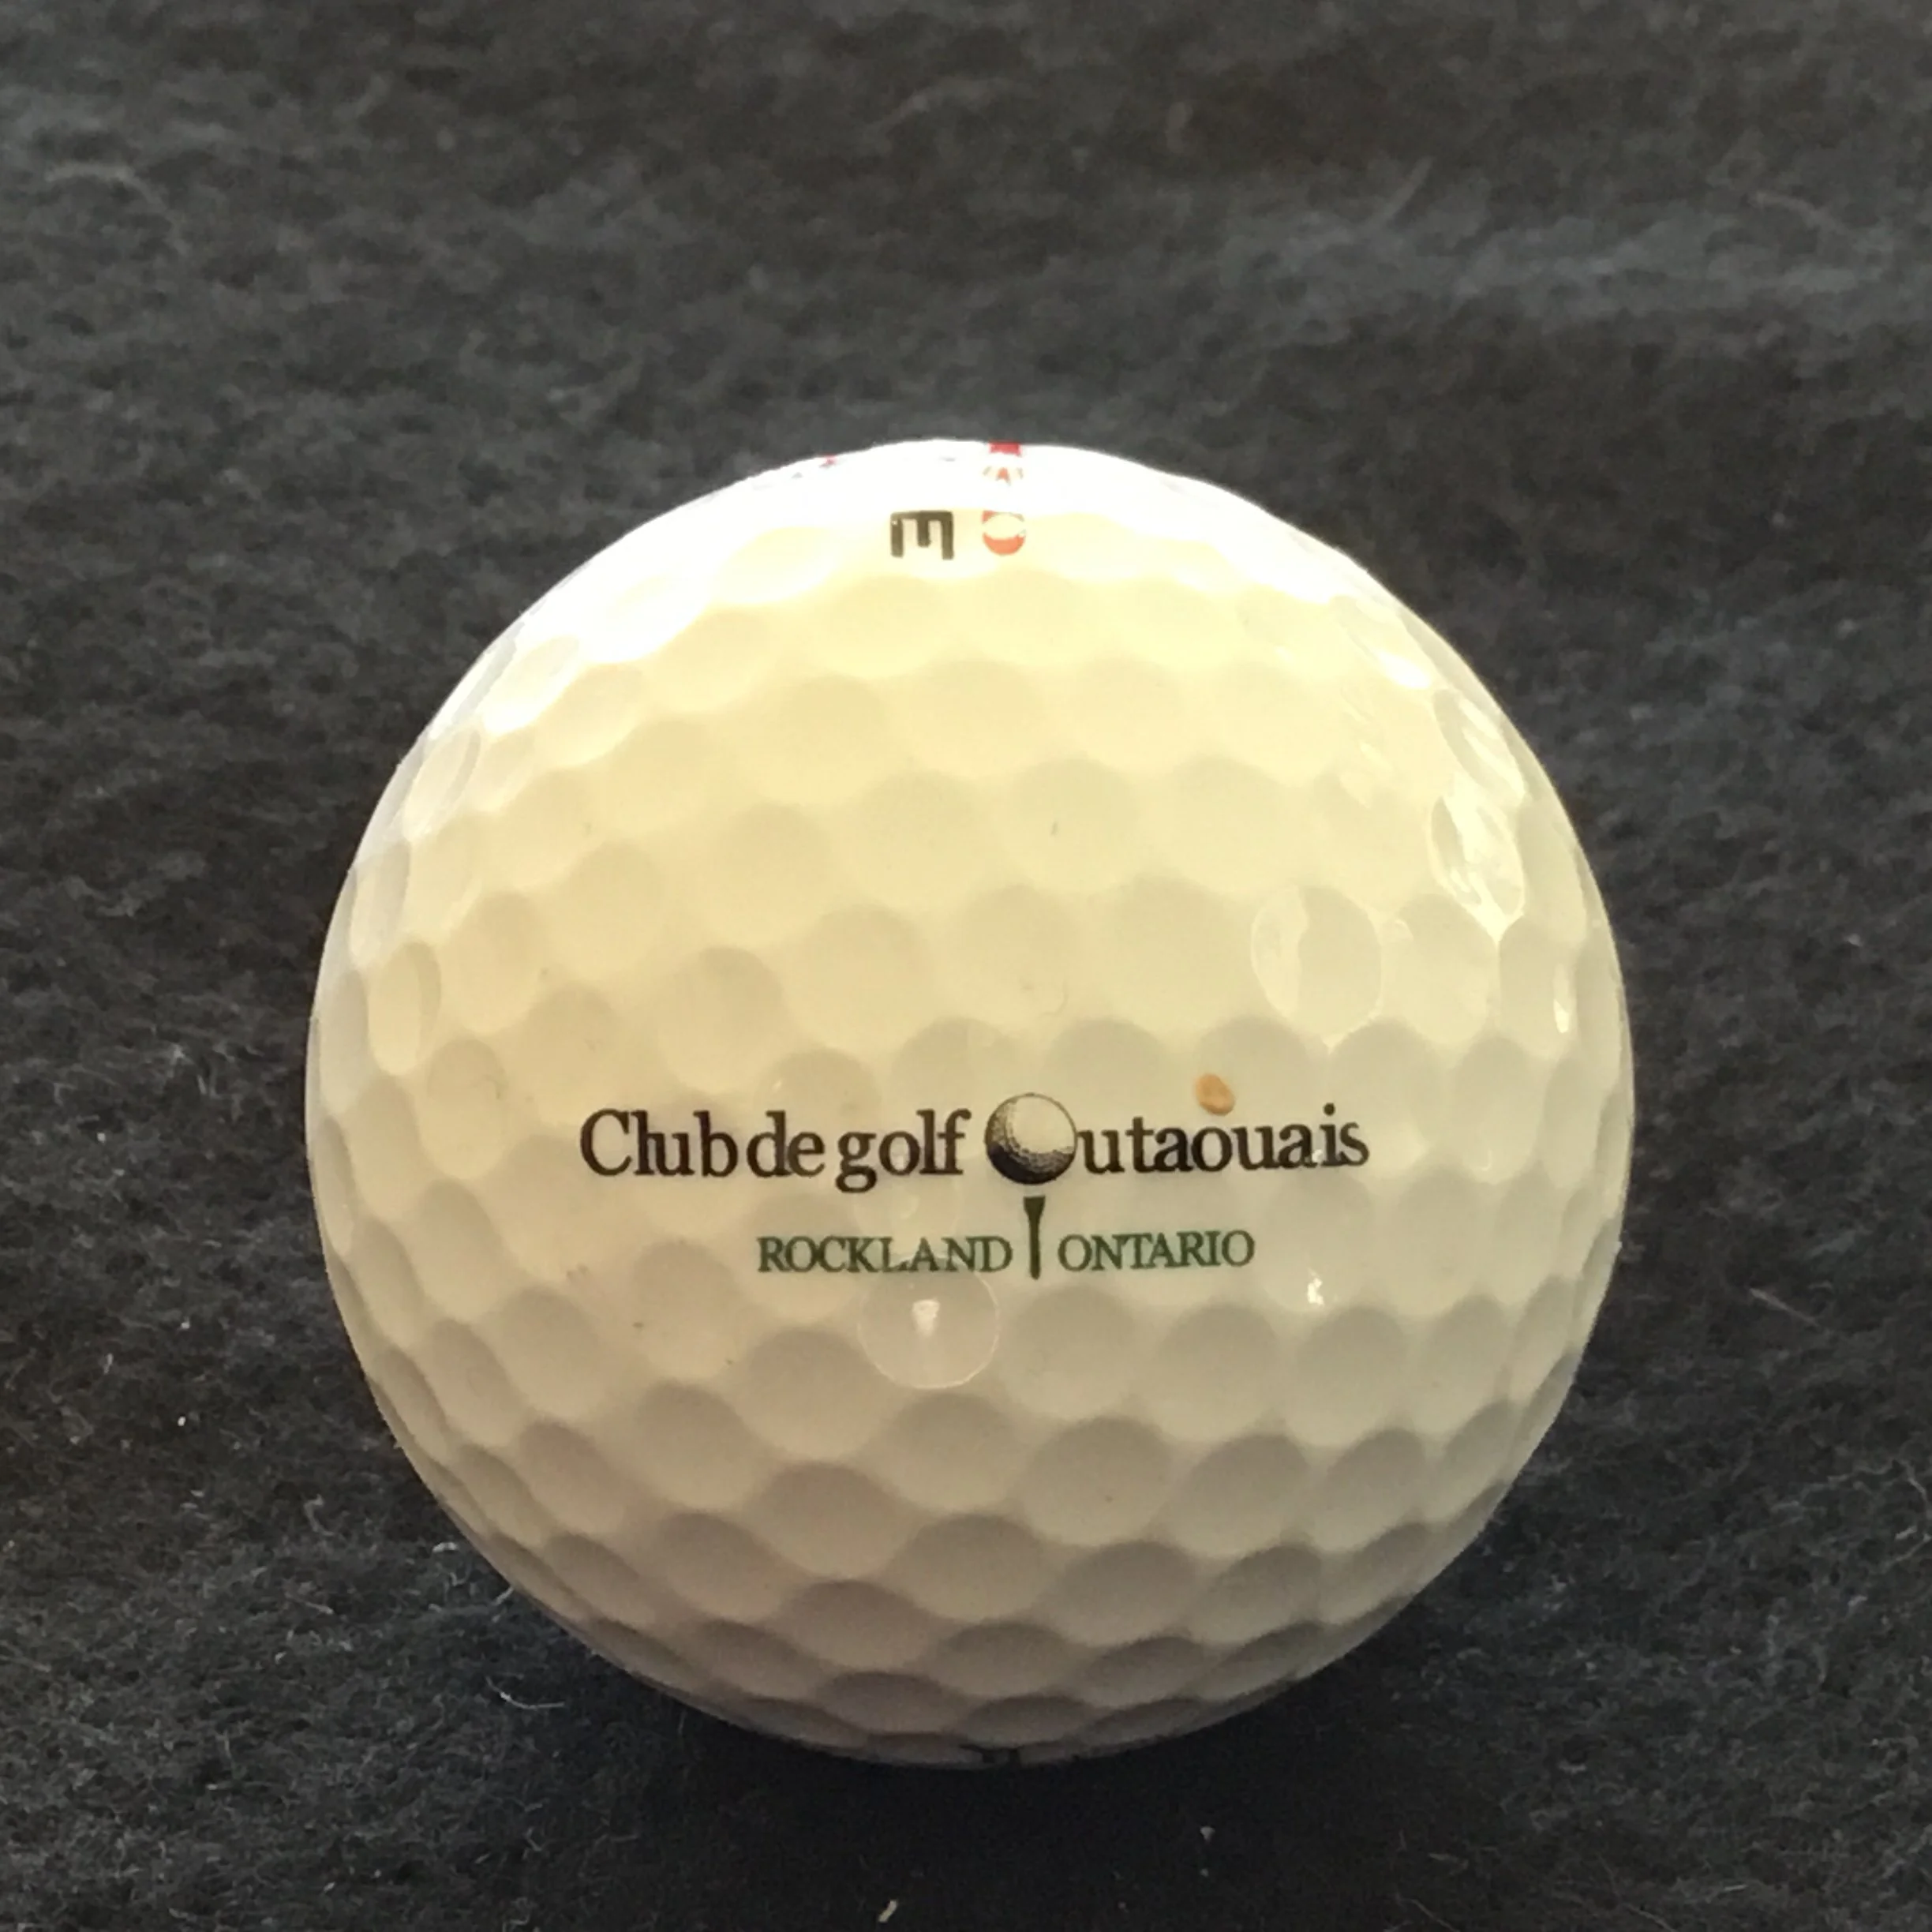 Club de golf Outaouais
ROCKLAND ONTARIO